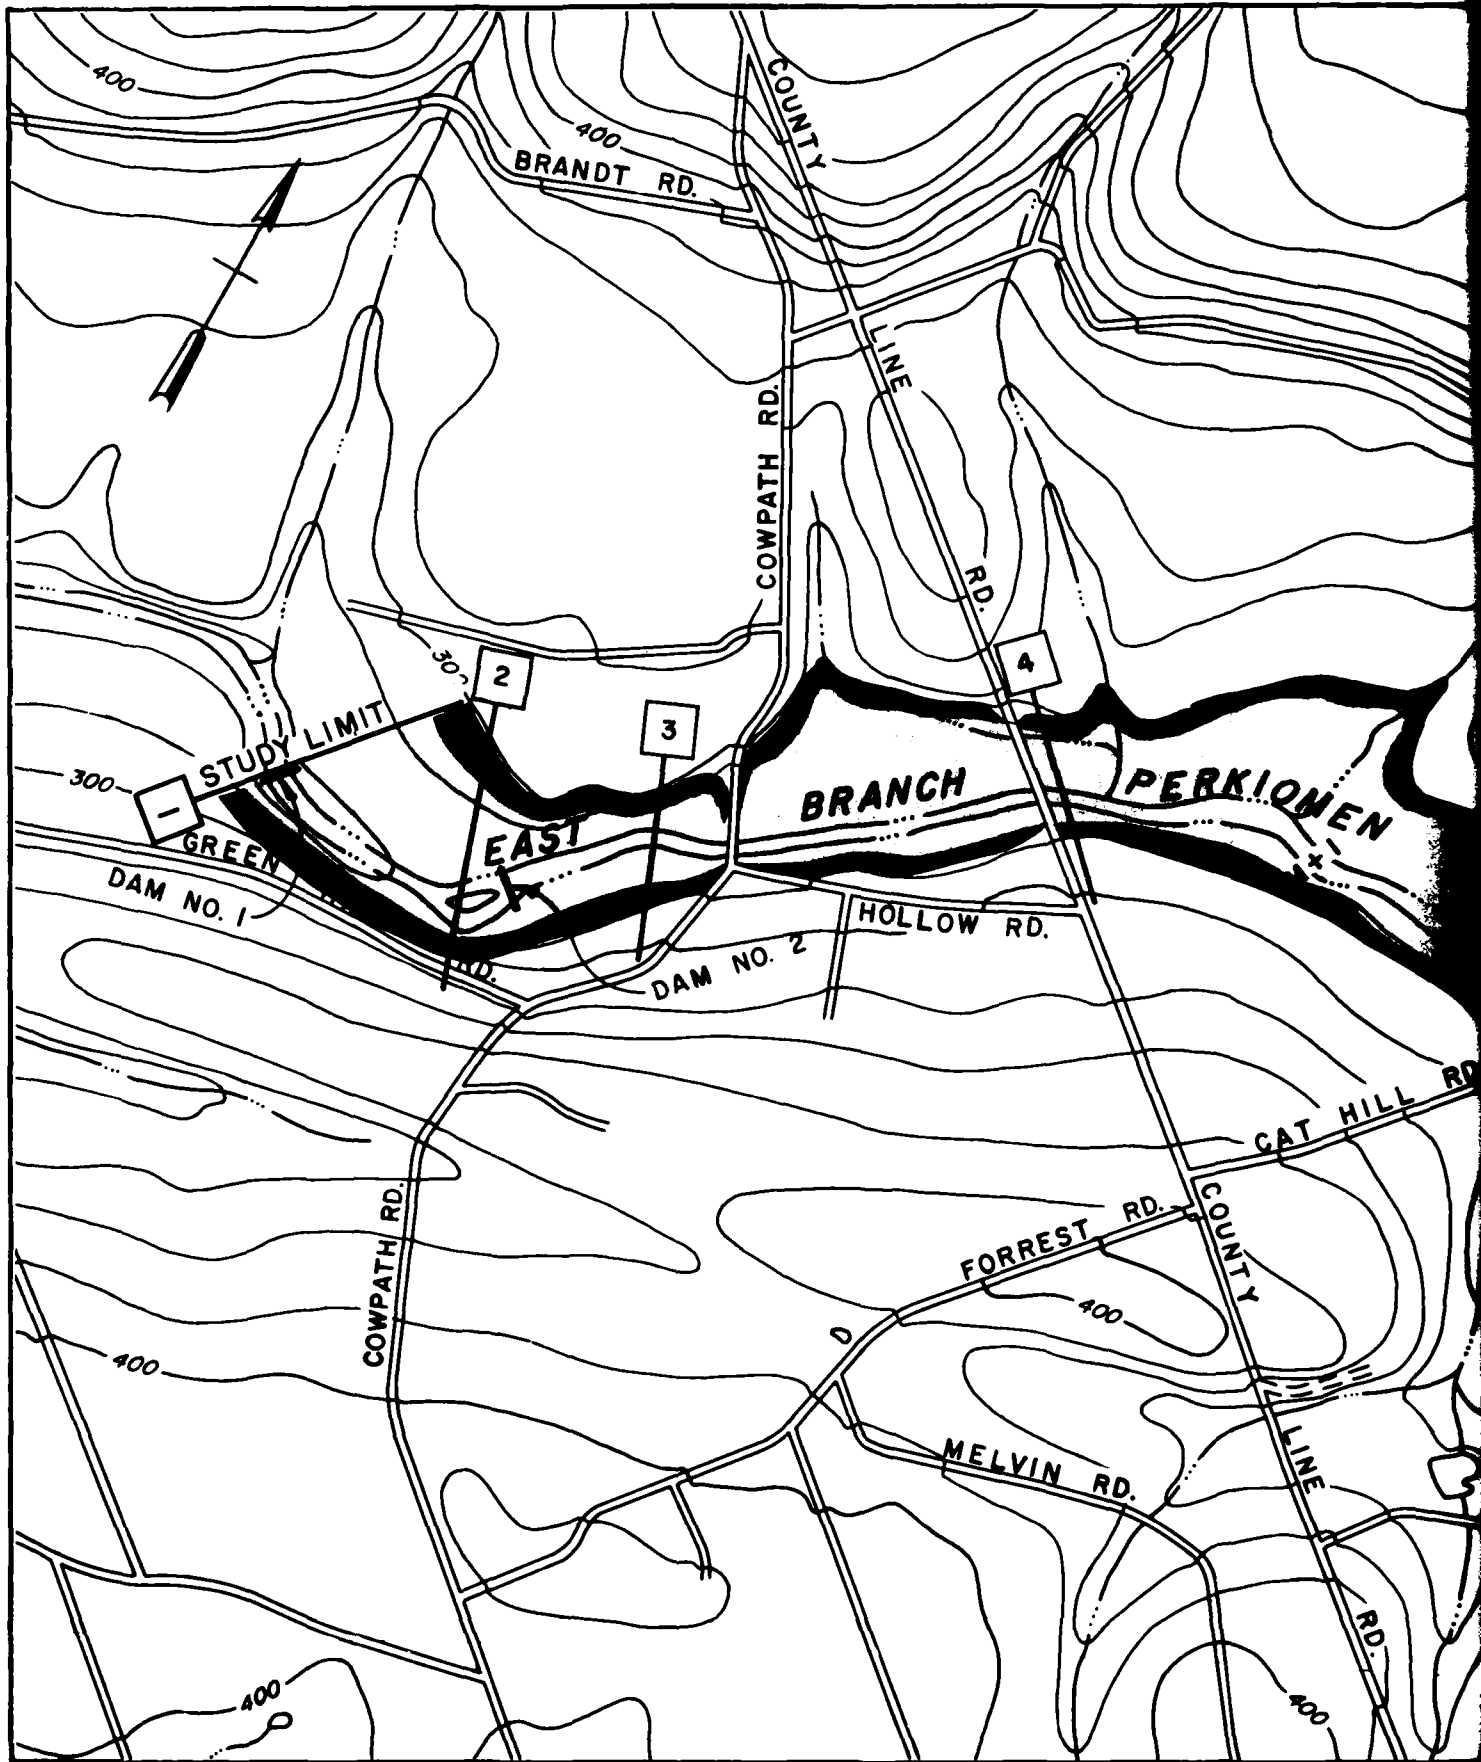 400
400
BRANDT RD.
COUNTY
LINE
RD.
COWPATH RD.
4
30
2
3
STUDY LIMIT
300
1
GREEN
RD.
DAM NO. 1
EAST
BRANCH
PERKIOMEN
HOLLOW RD.
DAM NO. 2
CAT HILL RD
COWPATH RD.
FORREST RD.
COUNTY
400
400
D
MELVIN RD.
LINE
RD.
400
400